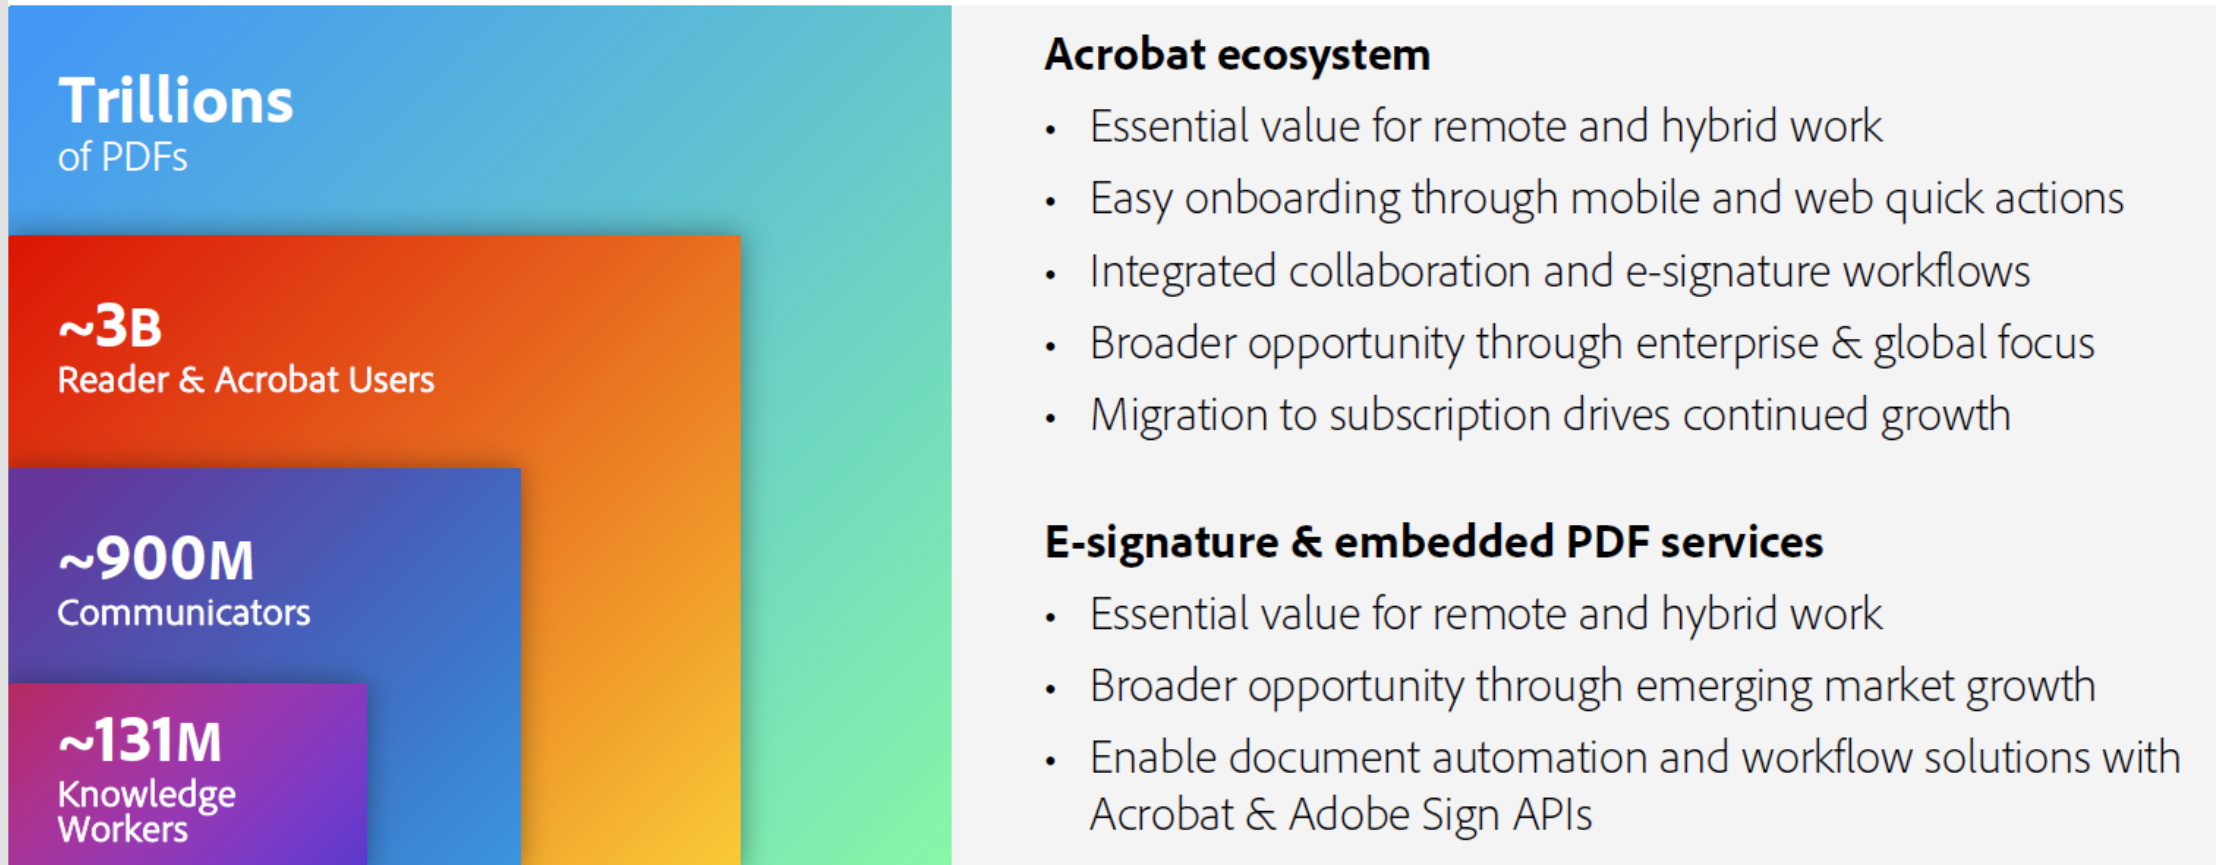 Trillions
of PDFs
~3B
Reader & Acrobat Users
~900M
Communicators
~131M
Knowledge
Workers
Acrobat ecosystem
• Essential value for remote and hybrid work
• Easy onboarding through mobile and web quick actions
• Integrated collaboration and e-signature workflows
• Broader opportunity through enterprise & global focus
• Migration to subscription drives continued growth
E-signature & embedded PDF services
• Essential value for remote and hybrid work
• Broader opportunity through emerging market growth
• Enable document automation and workflow solutions with
Acrobat & Adobe Sign APIs